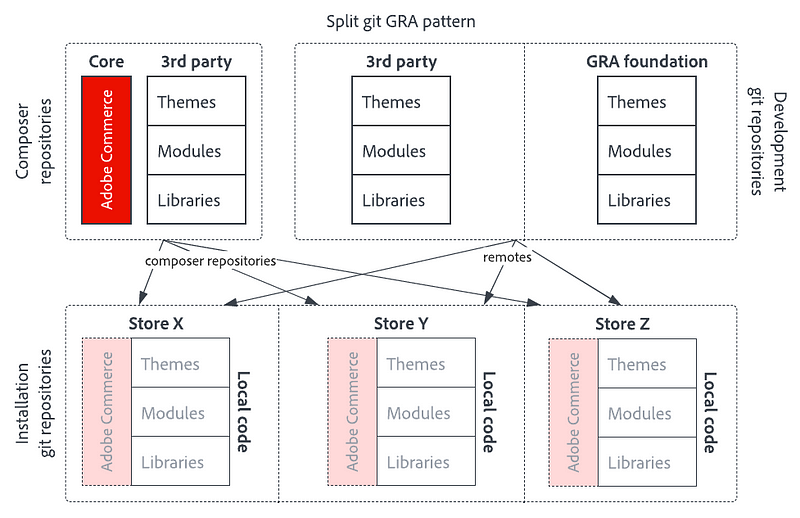 Split git GRA pattern
Composer
repositories
Core
Adobe Commerce
3rd party
Themes
Modules
Libraries
3rd party
Themes
Modules
Libraries
GRA foundation
Themes
Modules
Libraries
Development
git repositories
composer repositories
remotes
Installation
git repositories
Store X
Adobe Commerce
Themes
Modules
Libraries
Local code
Store Y
Adobe Commerce
Themes
Modules
Libraries
Local code
Store Z
Adobe Commerce
Themes
Modules
Libraries
Local code